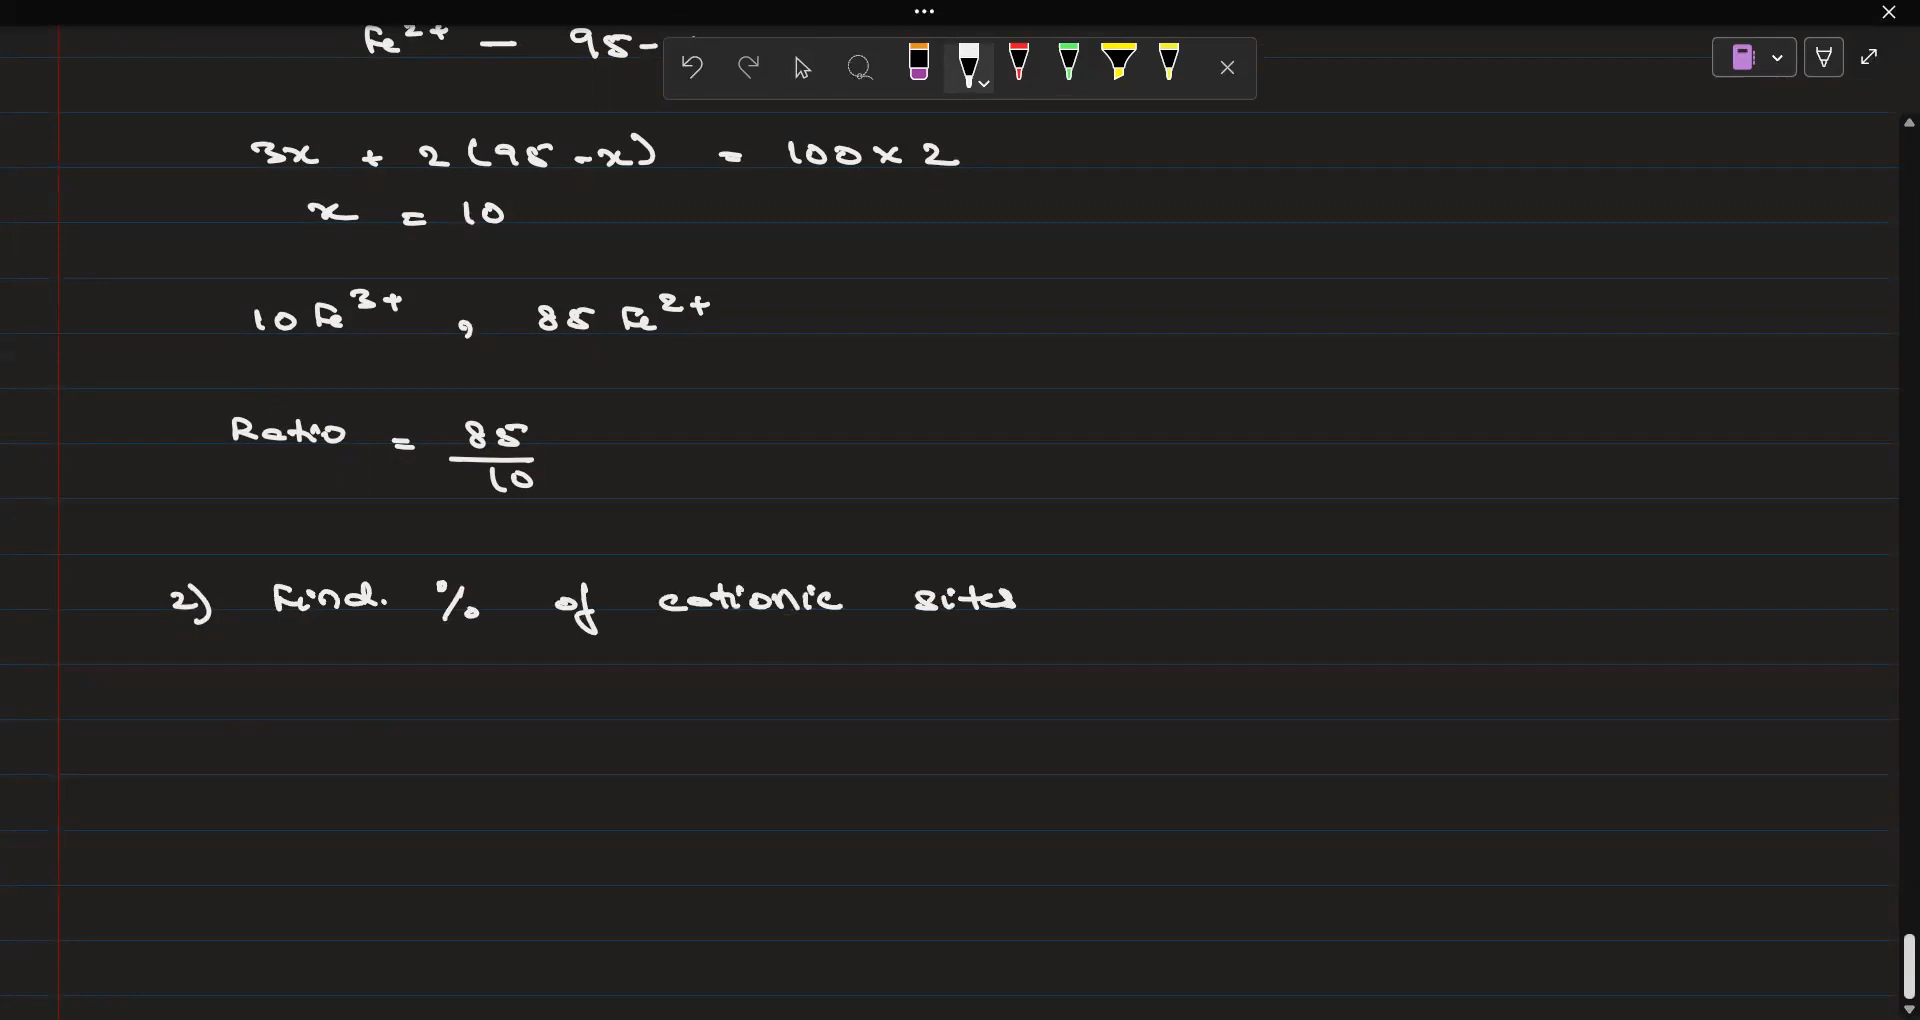 Fe²⁺ — 95-
3x + 2(95-x) = 100 × 2
x = 10
10 Fe³⁺ , 85 Fe²⁺
Ratio = 85/10
2) Find. % of cationic sites